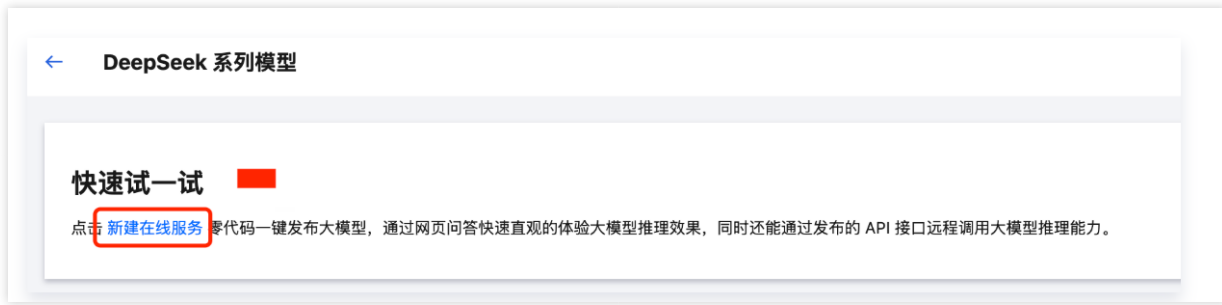 ← DeepSeek 系列模型
快速试一试
点击 新建在线服务 零代码一键发布大模型，通过网页问答快速直观的体验大模型推理效果，同时还能通过发布的 API 接口远程调用大模型推理能力。